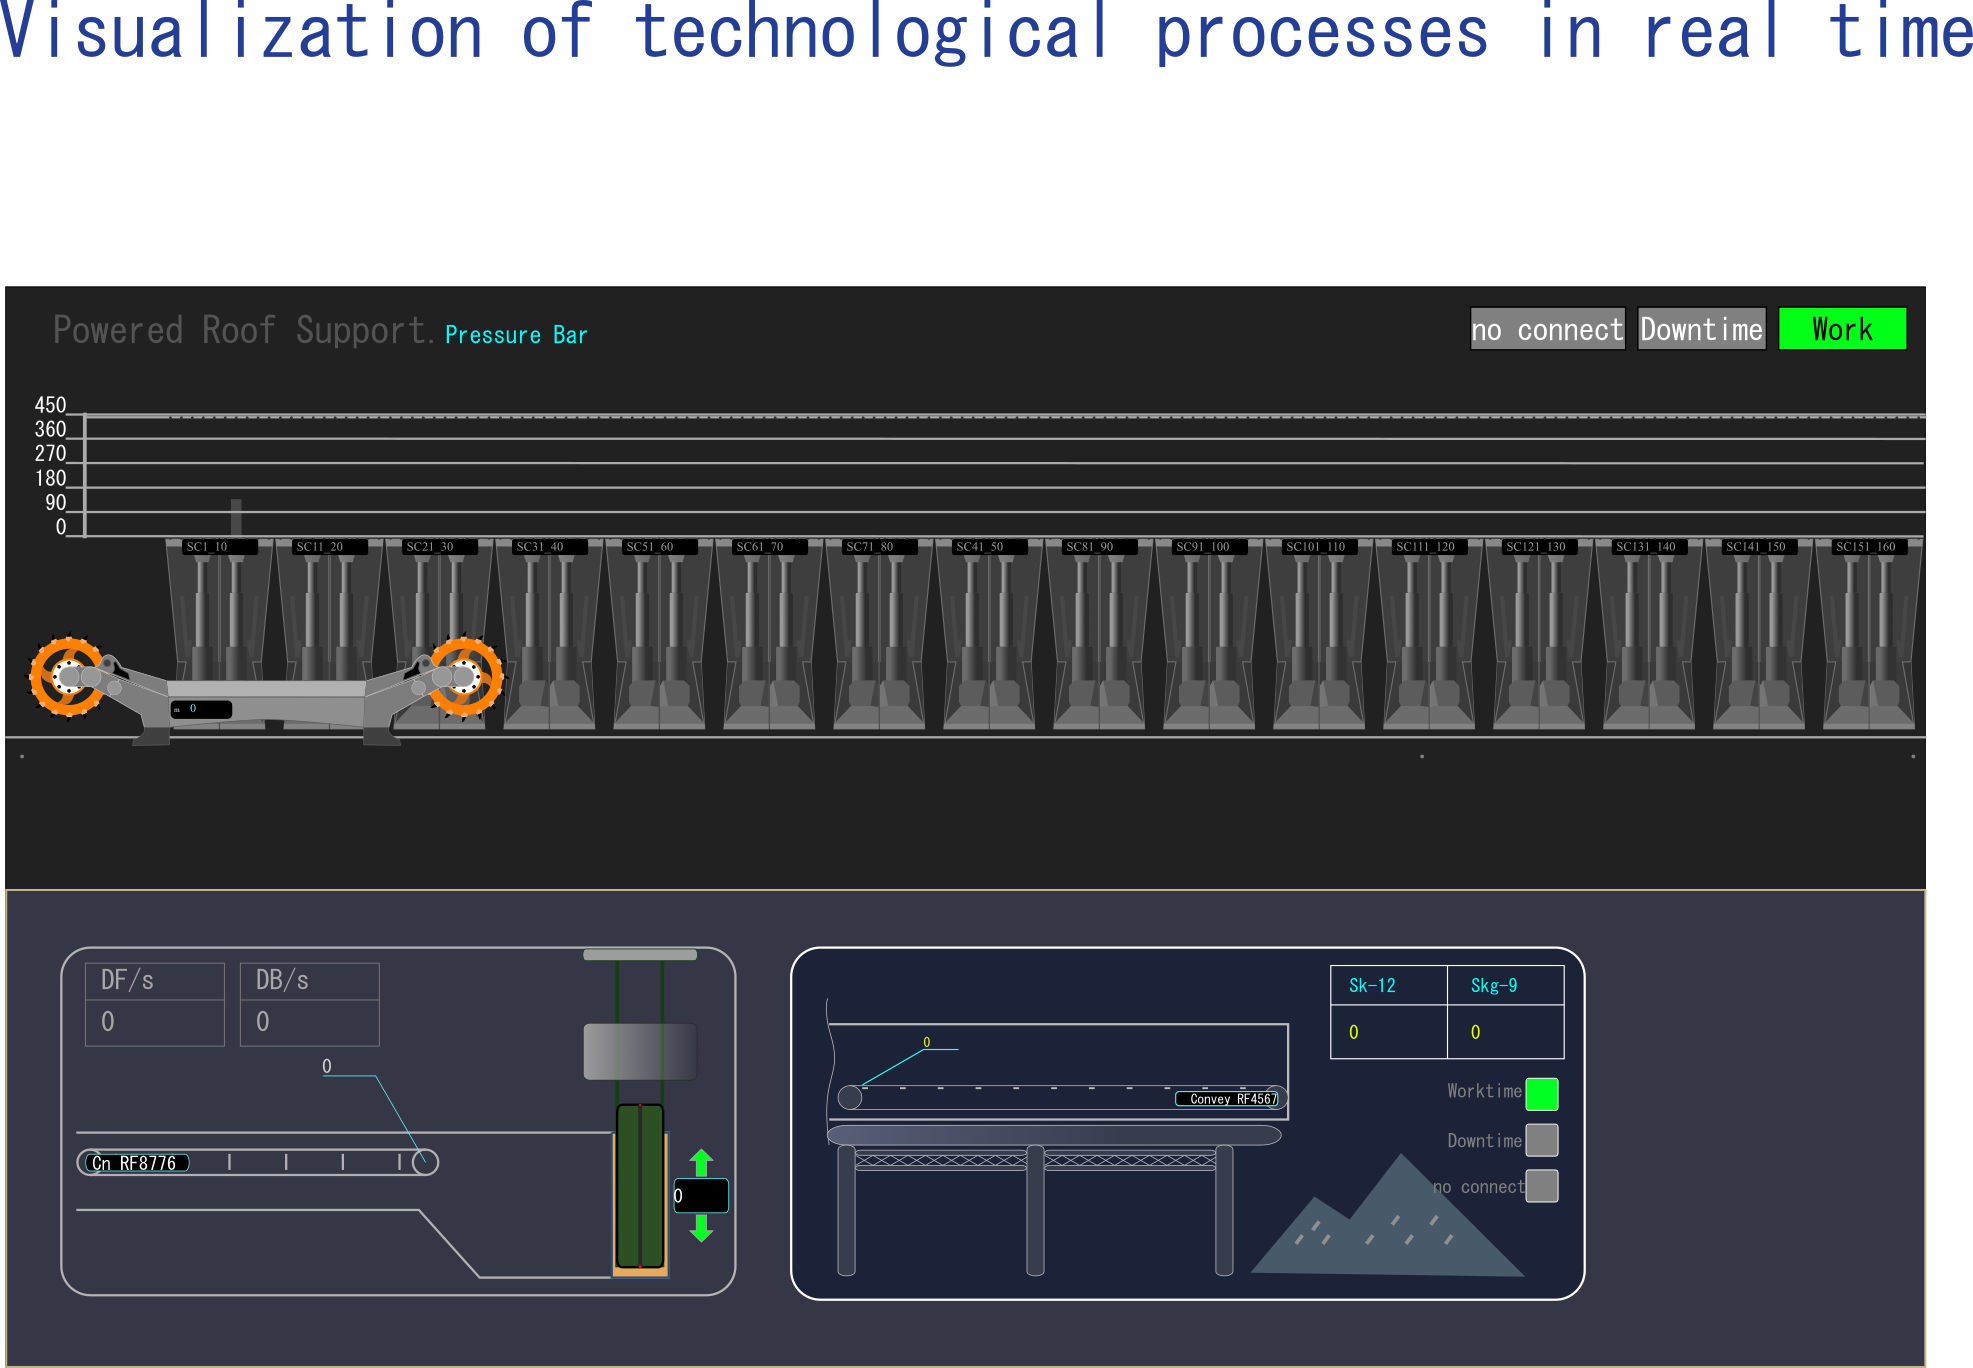 Visualization of technological processes in real time
Powered Roof Support. Pressure Bar
no connect Downtime Work
450
360
270
180
90
0
SC1_10 SC11_20 SC21_30 SC31_40 SC51_60 SC61_70 SC71_80 SC41_50 SC81_90 SC91_100 SC101_110 SC111_120 SC121_130 SC131_140 SC141_150 SC151_160
m 0
DF/s DB/s
0 0
0
Cn RF8776
0
Sk-12 Skg-9
0 0
0
Convey RF4567
Worktime
Downtime
no connect